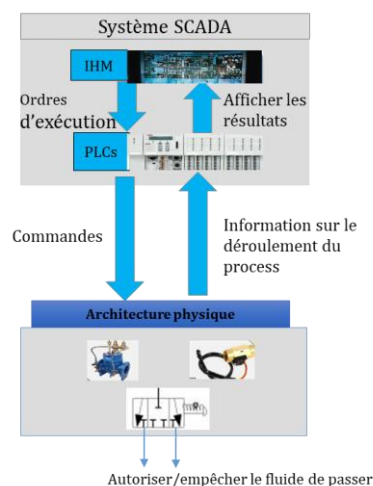 Système SCADA
IHM
Ordres
d'exécution
Afficher les
résultats
PLCs
Commandes
Information sur le
déroulement du
process
Architecture physique
Autoriser/empêcher le fluide de passer